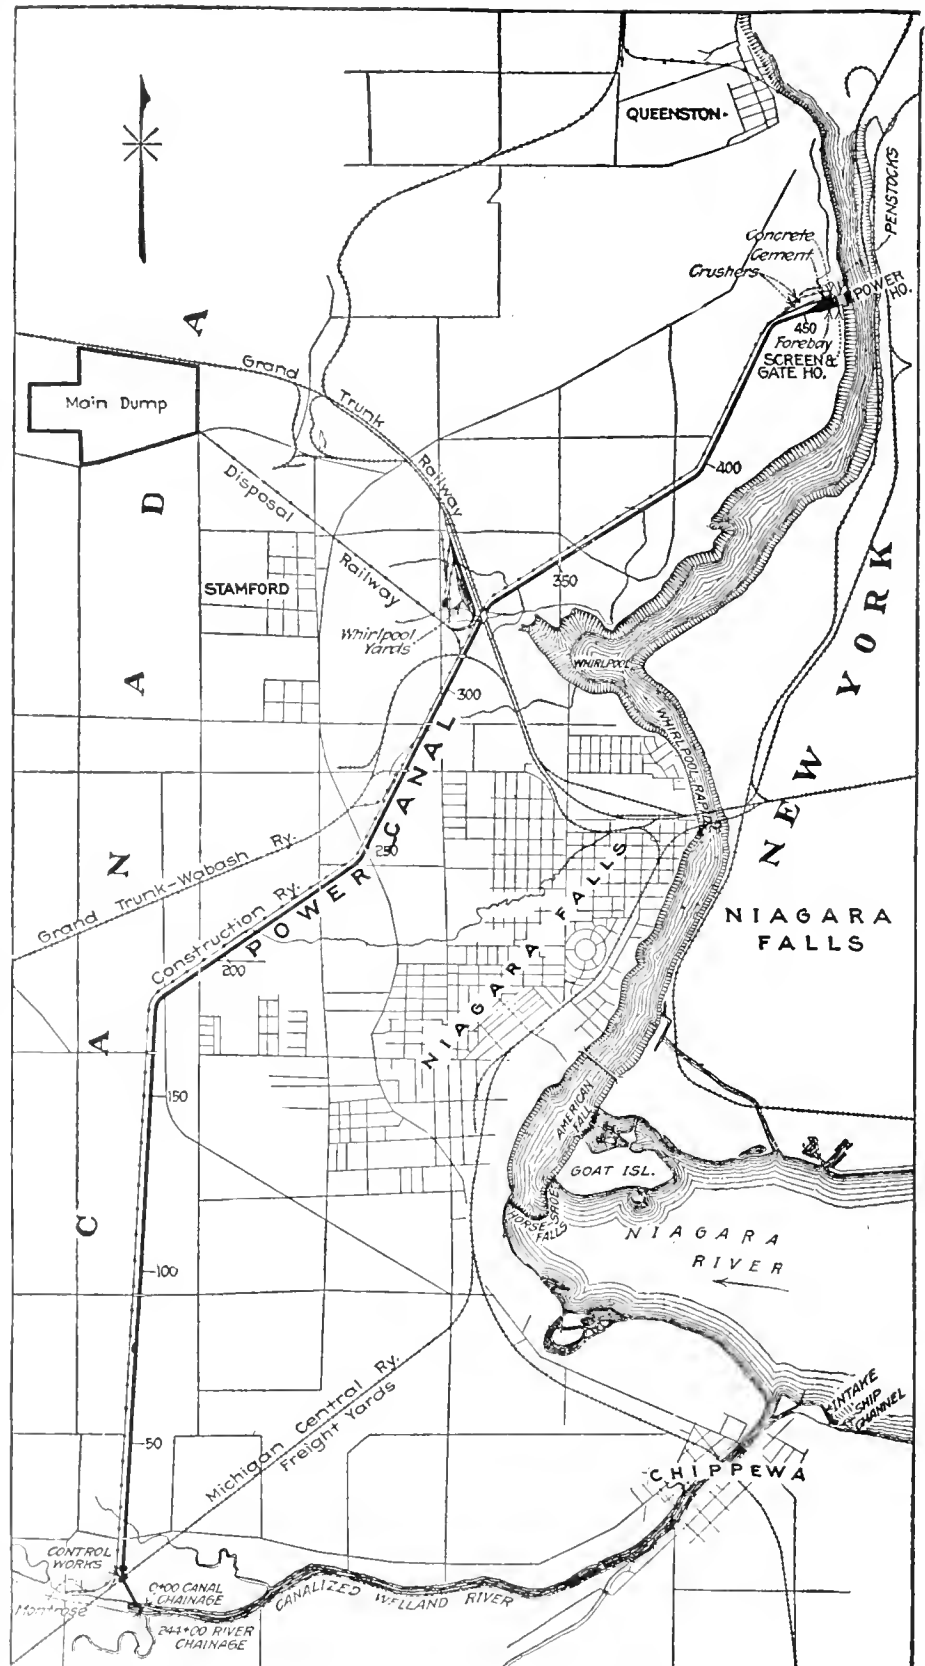 QUEENSTON
PENSTOCKS
Concrete
Cement
Crushers
POWER
HO.
450
Forebay
SCREEN &
GATE HO.
Grand Trunk Railway
Main Dump
400
Disposal Railway
350
STAMFORD
Whirlpool
Yards
WHIRLPOOL
300
WHIRLPOOL RAPIDS
CANADA
NEW YORK
POWER CANAL
250
Grand Trunk-Wabash Ry.
Construction Ry.
200
NIAGARA FALLS
NIAGARA
FALLS
150
AMERICAN
FALL
GOAT ISL.
HORSE-SHOE
FALLS
NIAGARA
RIVER
100
INTAKE
SHIP
CHANNEL
Michigan Central Ry.
Freight Yards
50
CHIPPEWA
CONTROL
WORKS
Montrose
0+00 CANAL
CHAINAGE
244+00 RIVER
CHAINAGE
CANALIZED WELLAND RIVER